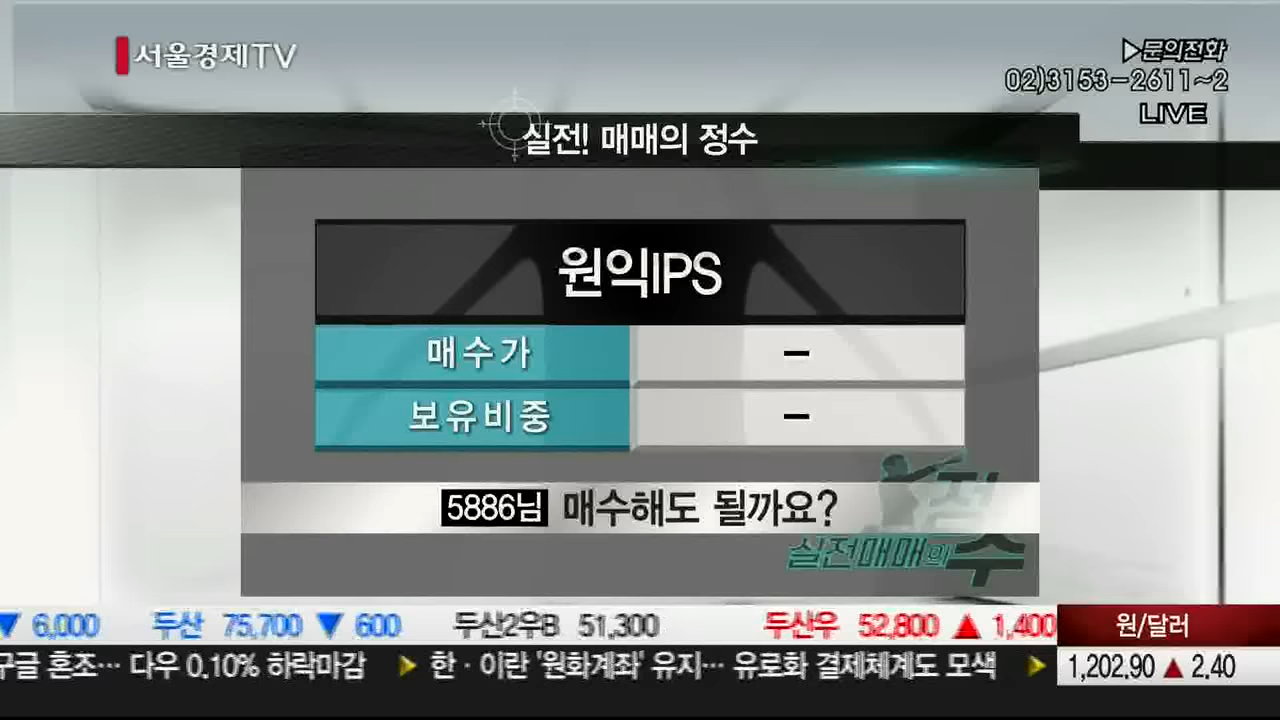 서울경제TV
▶문의전화
02)3153-2611~2
LIVE
실전! 매매의 정수
원익IPS
매수가 -
보유비중 -
5886님 매수해도 될까요?
실전매매의 정수
▼ 6,000 두산 75,700 ▼ 600 두산2우B 51,300 두산우 52,800 ▲ 1,400
원/달러
구글 혼조… 다우 0.10% 하락마감 ▶ 한·이란 '원화계좌' 유지… 유로화 결제체계도 모색 ▶
1,202.90 ▲ 2.40